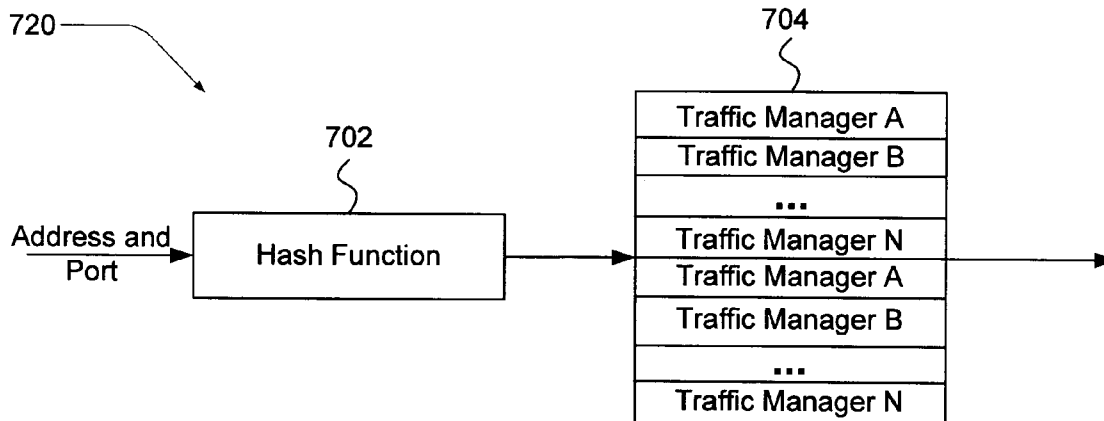 720
704
702
Address and
Port
Hash Function
Traffic Manager A
Traffic Manager B
...
Traffic Manager N
Traffic Manager A
Traffic Manager B
...
Traffic Manager N